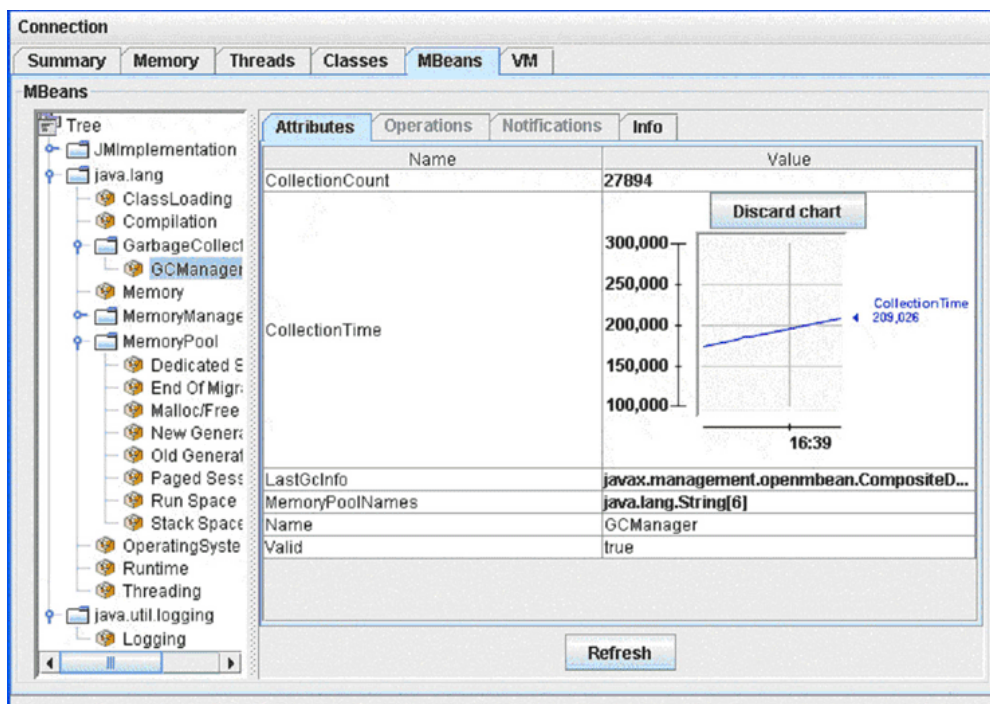 Connection
Summary Memory Threads Classes MBeans VM
MBeans
Tree
JMImplementation
java.lang
ClassLoading
Compilation
GarbageCollect
GCManager
Memory
MemoryManage
MemoryPool
Dedicated S
End Of Migr
Malloc/Free
New Genera
Old Generat
Paged Sess
Run Space
Stack Space
OperatingSyste
Runtime
Threading
java.util.logging
Logging
Attributes Operations Notifications Info
Name Value
CollectionCount 27894
CollectionTime
Discard chart
300,000
250,000
200,000
150,000
100,000
CollectionTime
209,026
16:39
LastGcInfo javax.management.openmbean.CompositeD...
MemoryPoolNames java.lang.String[6]
Name GCManager
Valid true
Refresh